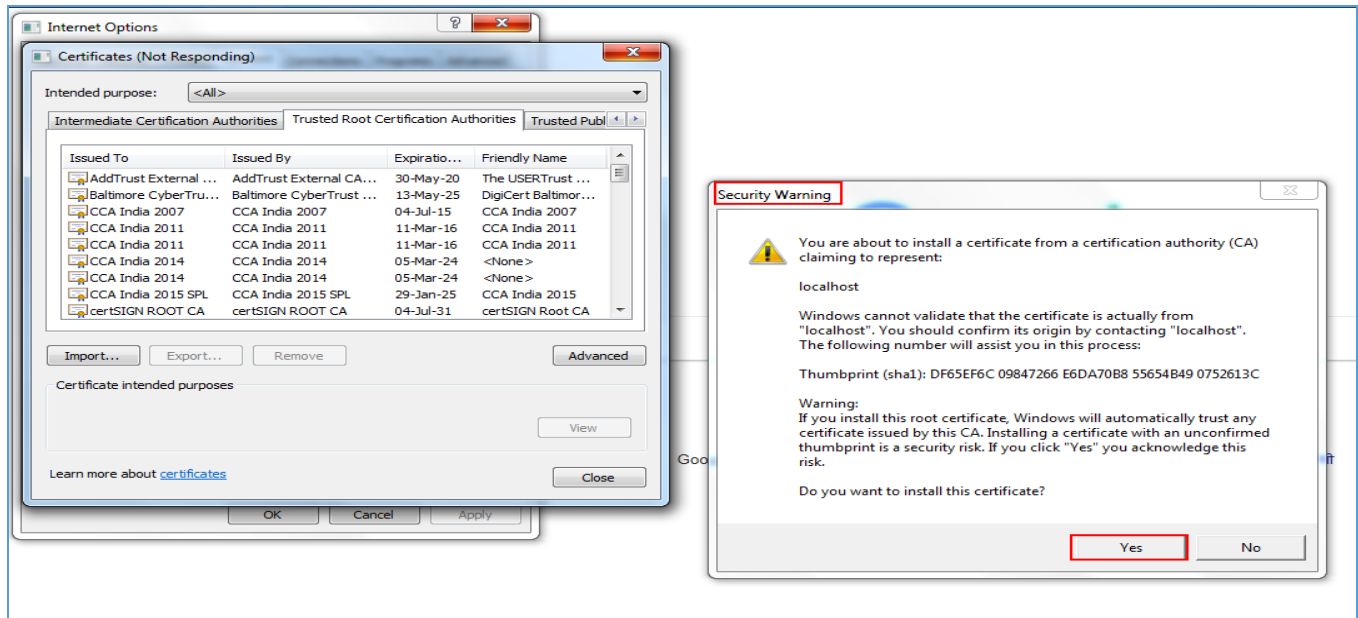 Internet Options
Certificates (Not Responding)
Intended purpose: <All>
Intermediate Certification Authorities Trusted Root Certification Authorities Trusted Publ
Issued To Issued By Expiratio... Friendly Name
AddTrust External ... AddTrust External CA... 30-May-20 The USERTrust ...
Baltimore CyberTru... Baltimore CyberTrust ... 13-May-25 DigiCert Baltimor...
CCA India 2007 CCA India 2007 04-Jul-15 CCA India 2007
CCA India 2011 CCA India 2011 11-Mar-16 CCA India 2011
CCA India 2011 CCA India 2011 11-Mar-16 CCA India 2011
CCA India 2014 CCA India 2014 05-Mar-24 <None>
CCA India 2014 CCA India 2014 05-Mar-24 <None>
CCA India 2015 SPL CCA India 2015 SPL 29-Jan-25 CCA India 2015
certSIGN ROOT CA certSIGN ROOT CA 04-Jul-31 certSIGN Root CA
Import... Export... Remove Advanced
Certificate intended purposes
View
Learn more about certificates
Close
OK Cancel Apply
Goo
Security Warning
You are about to install a certificate from a certification authority (CA)
claiming to represent:
localhost
Windows cannot validate that the certificate is actually from
"localhost". You should confirm its origin by contacting "localhost".
The following number will assist you in this process:
Thumbprint (sha1): DF65EF6C 09847266 E6DA70B8 55654B49 0752613C
Warning:
If you install this root certificate, Windows will automatically trust any
certificate issued by this CA. Installing a certificate with an unconfirmed
thumbprint is a security risk. If you click "Yes" you acknowledge this
risk.
Do you want to install this certificate?
Yes No